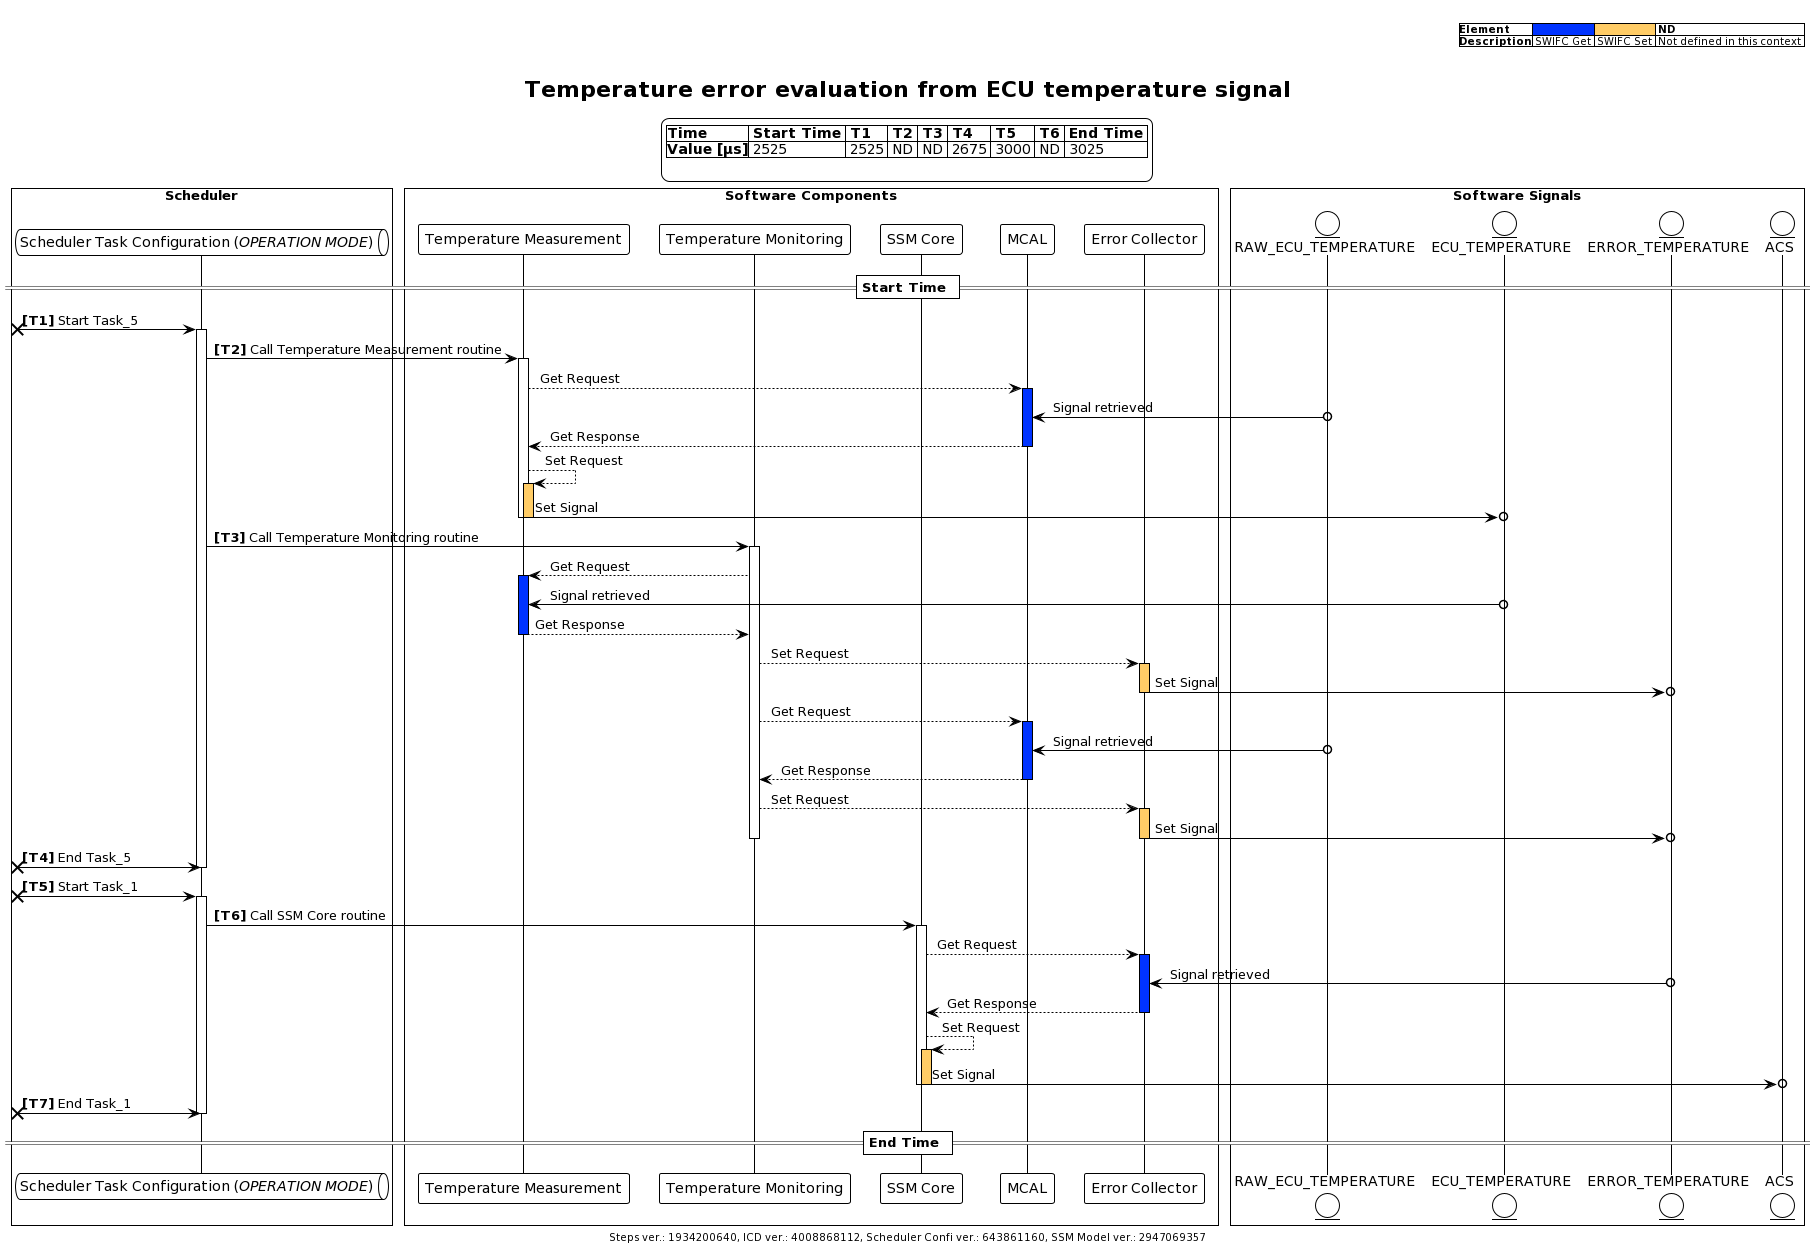 Element ND
Description SWIFC Get SWIFC Set Not defined in this context
Temperature error evaluation from ECU temperature signal
Time Start Time T1 T2 T3 T4 T5 T6 End Time
Value [µs] 2525 2525 ND ND 2675 3000 ND 3025
Scheduler Software Components Software Signals
Scheduler Task Configuration (OPERATION MODE) Temperature Measurement Temperature Monitoring SSM Core MCAL Error Collector RAW_ECU_TEMPERATURE ECU_TEMPERATURE ERROR_TEMPERATURE ACS
Start Time
[T1] Start Task_5
[T2] Call Temperature Measurement routine
Get Request
Signal retrieved
Get Response
Set Request
Set Signal
[T3] Call Temperature Monitoring routine
Get Request
Signal retrieved
Get Response
Set Request
Set Signal
Get Request
Signal retrieved
Get Response
Set Request
Set Signal
[T4] End Task_5
[T5] Start Task_1
[T6] Call SSM Core routine
Get Request
Signal retrieved
Get Response
Set Request
Set Signal
[T7] End Task_1
End Time
Scheduler Task Configuration (OPERATION MODE) Temperature Measurement Temperature Monitoring SSM Core MCAL Error Collector RAW_ECU_TEMPERATURE ECU_TEMPERATURE ERROR_TEMPERATURE ACS
Steps ver.: 1934200640, ICD ver.: 4008868112, Scheduler Confi ver.: 643861160, SSM Model ver.: 2947069357